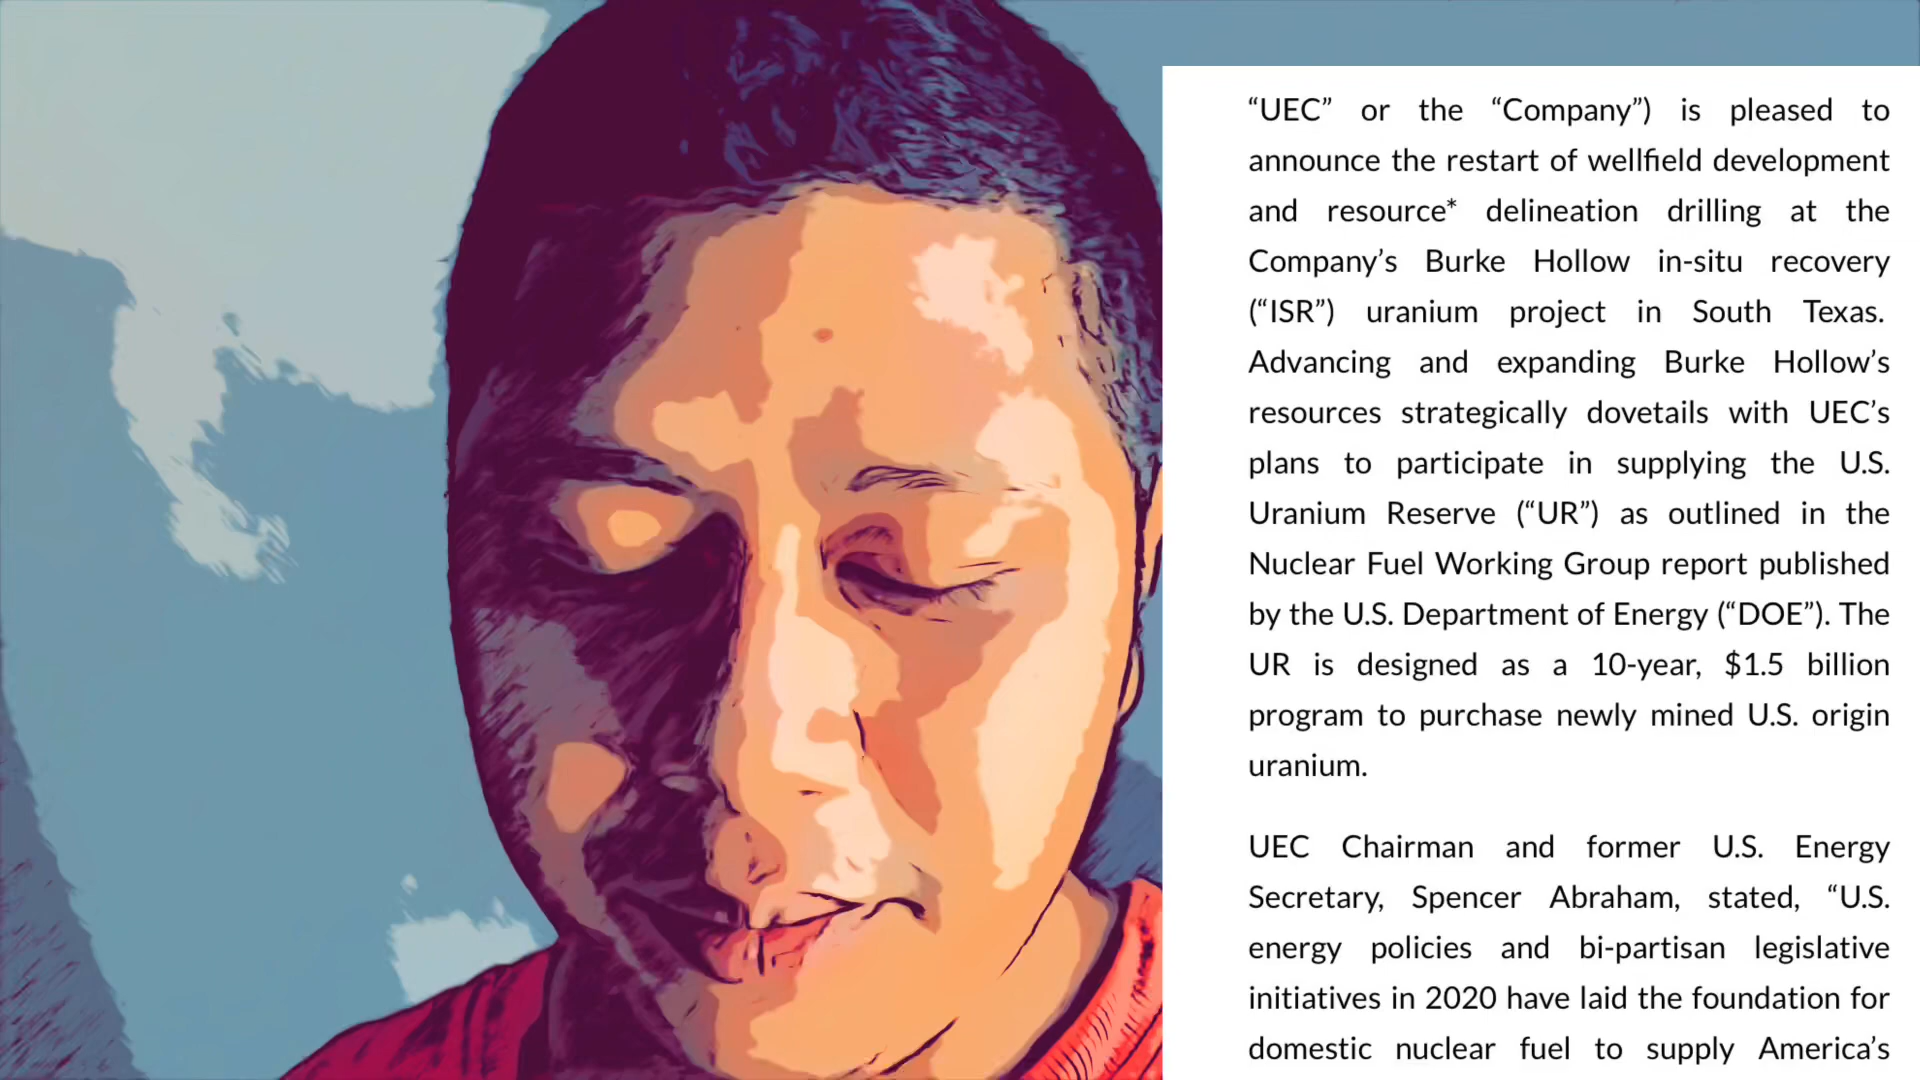 “UEC” or the “Company”) is pleased to
announce the restart of wellfield development
and resource* delineation drilling at the
Company’s Burke Hollow in-situ recovery
(“ISR”) uranium project in South Texas.
Advancing and expanding Burke Hollow’s
resources strategically dovetails with UEC’s
plans to participate in supplying the U.S.
Uranium Reserve (“UR”) as outlined in the
Nuclear Fuel Working Group report published
by the U.S. Department of Energy (“DOE”). The
UR is designed as a 10-year, $1.5 billion
program to purchase newly mined U.S. origin
uranium.
UEC Chairman and former U.S. Energy
Secretary, Spencer Abraham, stated, “U.S.
energy policies and bi-partisan legislative
initiatives in 2020 have laid the foundation for
domestic nuclear fuel to supply America’s